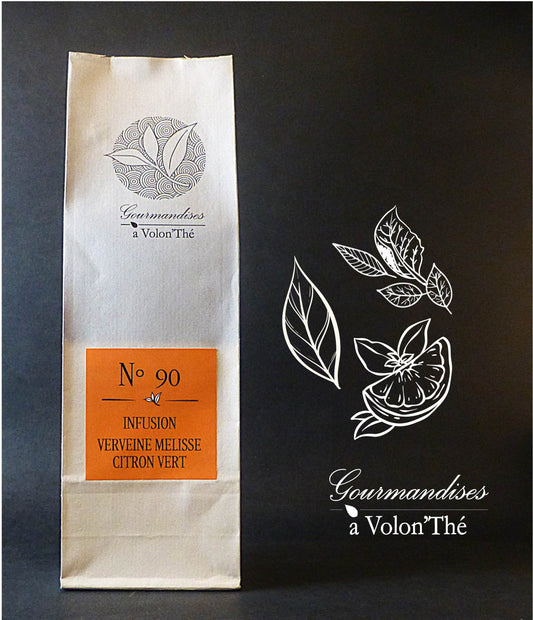 Gourmandises
à Volon'Thé
N° 90
INFUSION
VERVEINE MELISSE
CITRON VERT
Gourmandises
à Volon'Thé